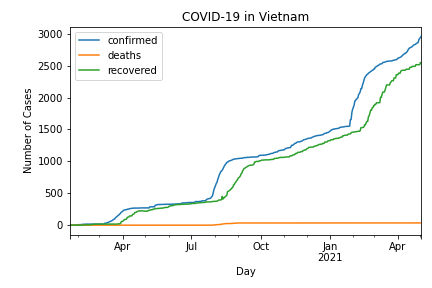 COVID-19 in Vietnam
confirmed
deaths
recovered
Number of Cases
3000
2500
2000
1500
1000
500
0
Apr
Jul
Oct
Jan
2021
Apr
Day